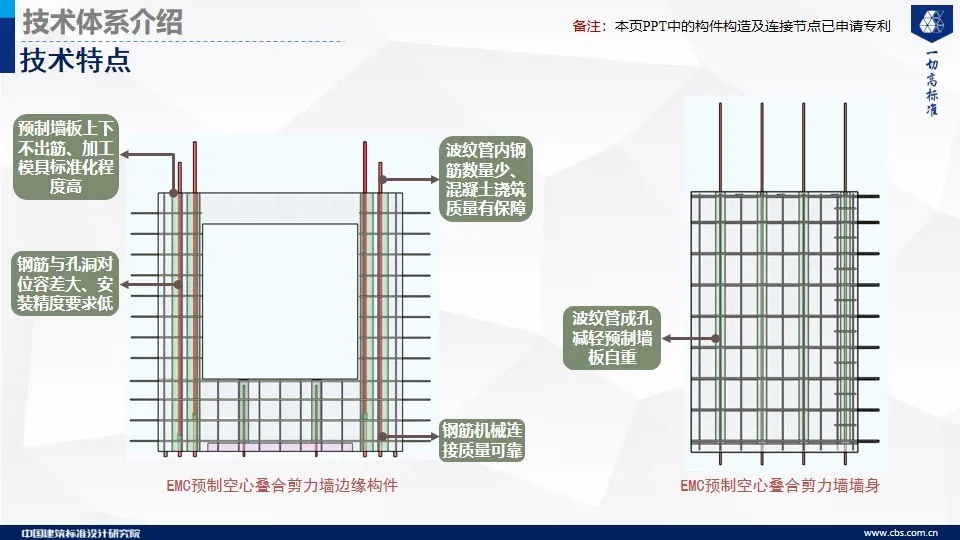 技术体系介绍
备注：本页PPT中的构件构造及连接节点已申请专利
技术特点
一切高标准
预制墙板上下
不出筋、加工
模具标准化程
度高
波纹管内钢
筋数量少、
混凝土浇筑
质量有保障
钢筋与孔洞对
位容差大、安
装精度要求低
波纹管成孔
减轻预制墙
板自重
钢筋机械连
接质量可靠
EMC预制空心叠合剪力墙边缘构件
EMC预制空心叠合剪力墙墙身
中国建筑标准设计研究院
www.cbs.com.cn